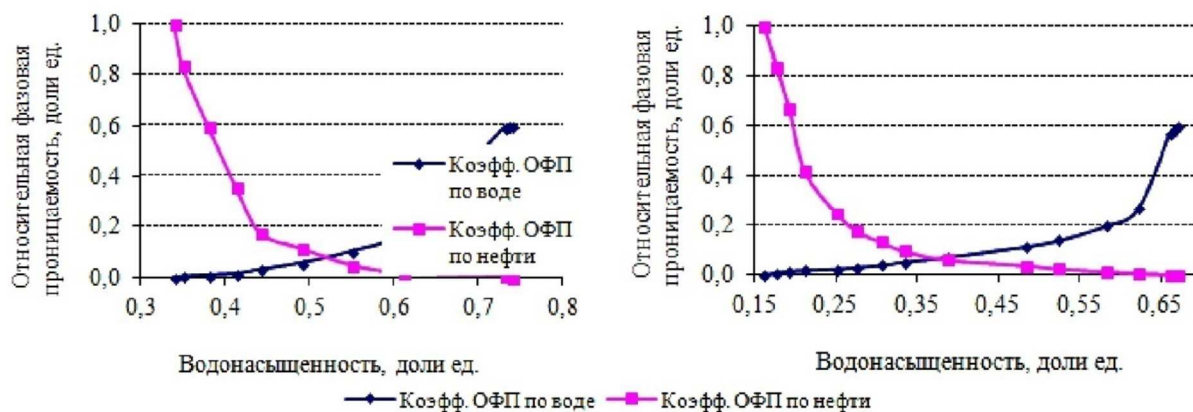 Относительная фазовая
проницаемость, доли ед.
1,0
0,8
0,6
0,4
0,2
0,0
0,3
0,4
0,5
0,6
0,7
0,8
Коэфф. ОФП
по воде
Коэфф. ОФП
по нефти
Водонасыщенность, доли ед.
Относительная фазовая
проницаемость, доли ед.
1,0
0,8
0,6
0,4
0,2
0,0
0,15
0,25
0,35
0,45
0,55
0,65
Водонасыщенность, доли ед.
Коэфф. ОФП по воде
Коэфф. ОФП по нефти